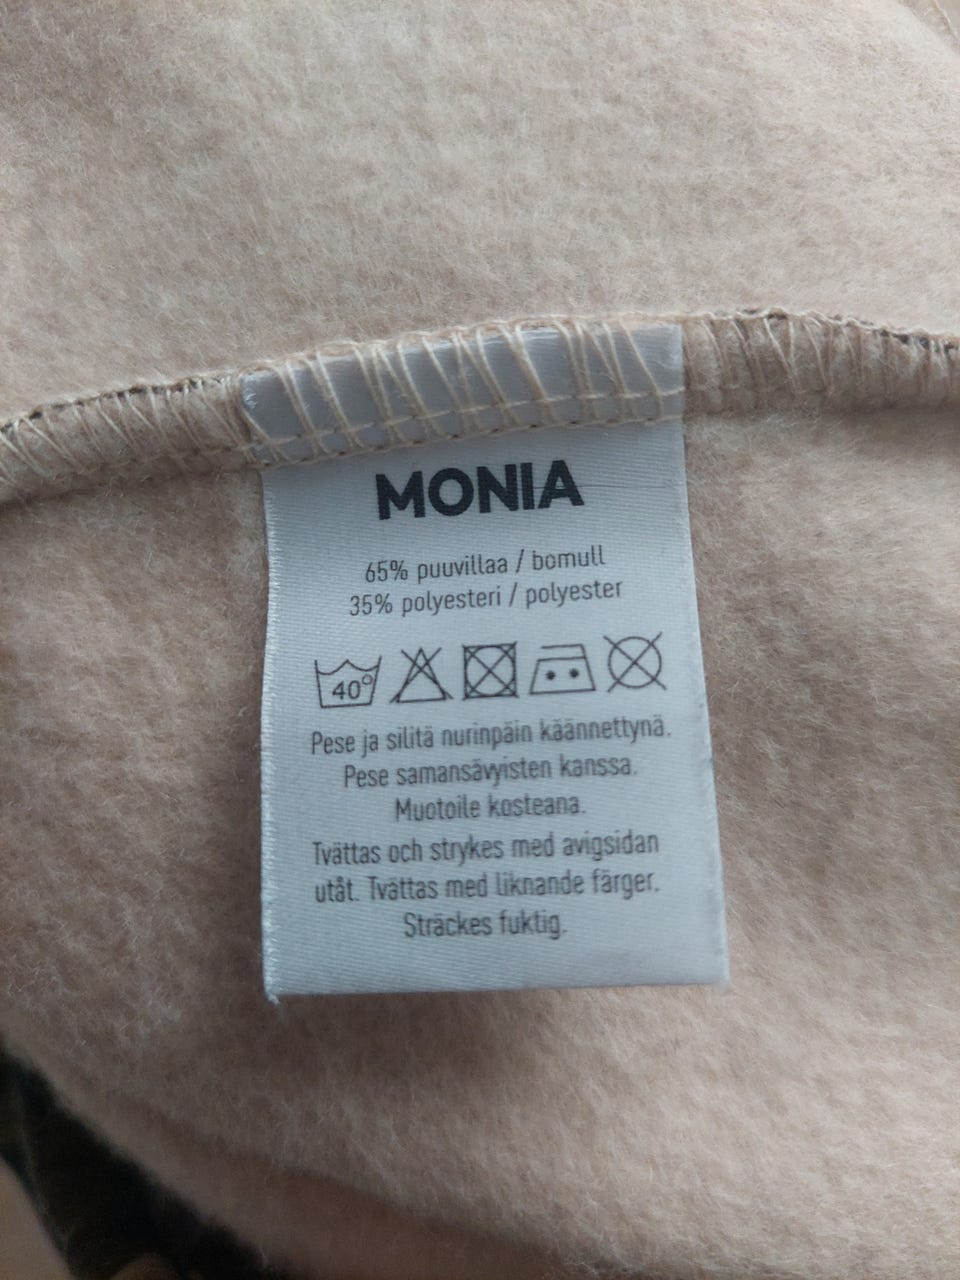 MONIA
65% puuvillaa / bomull
35% polyesteri / polyester
40°
Pese ja silitä nurinpäin käännettynä.
Pese samansävyisten kanssa.
Muotoile kosteana.
Tvättas och strykes med avigsidan
utåt. Tvättas med liknande färger.
Sträckes fuktig.